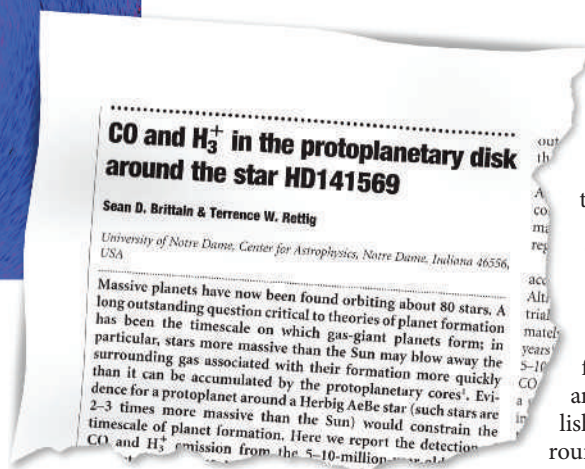 CO and H₃⁺ in the protoplanetary disk
around the star HD141569
Sean D. Brittain & Terrence W. Rettig
University of Notre Dame, Center for Astrophysics, Notre Dame, Indiana 46556,
USA
Massive planets have now been found orbiting about 80 stars. A
long outstanding question critical to theories of planet formation
has been the timescale on which gas-giant planets form; in
particular, stars more massive than the Sun may blow away the
surrounding gas associated with their formation more quickly
than it can be accumulated by the protoplanetary cores¹. Evi-
dence for a protoplanet around a Herbig AeBe star (such stars are
2–3 times more massive than the Sun) would constrain the
timescale of planet formation. Here we report the detection
CO and H₃⁺ emission from the 5–10-million-year-old